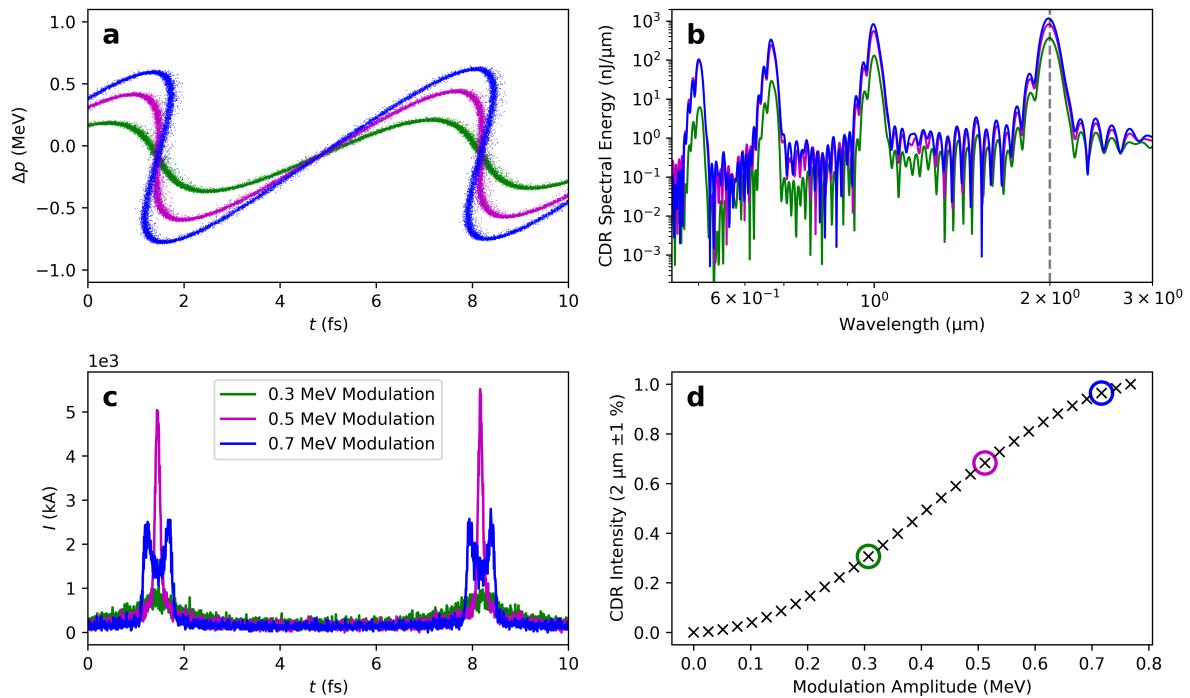 a
1.0
0.5
0.0
−0.5
−1.0
Δp (MeV)
0 2 4 6 8 10
t (fs)
b
10³
10²
10¹
10⁰
10⁻¹
10⁻²
10⁻³
CDR Spectral Energy (nJ/μm)
6 × 10⁻¹ 10⁰ 2 × 10⁰ 3 × 10⁰
Wavelength (μm)
1e3
c
0.3 MeV Modulation
0.5 MeV Modulation
0.7 MeV Modulation
5
4
3
2
1
0
I (kA)
0 2 4 6 8 10
t (fs)
d
1.0
0.8
0.6
0.4
0.2
0.0
CDR Intensity (2 μm ±1 %)
0.0 0.1 0.2 0.3 0.4 0.5 0.6 0.7 0.8
Modulation Amplitude (MeV)